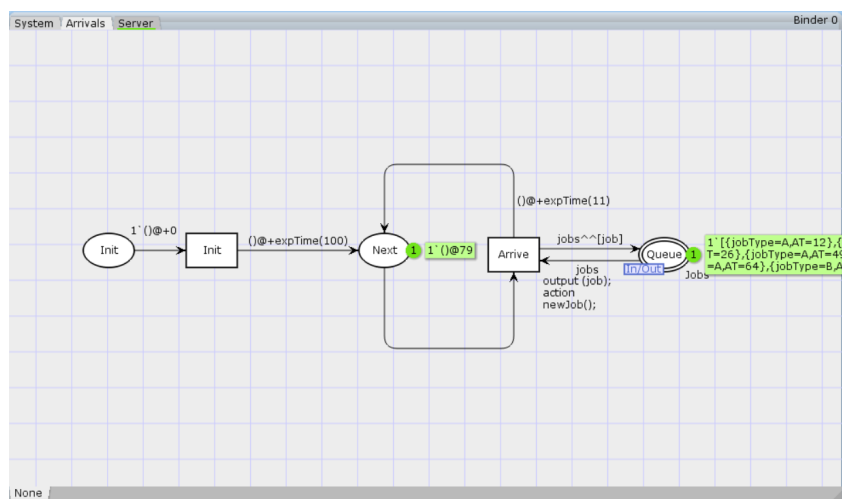 System Arrivals Server Binder 0
()@+expTime(11)
1`()@+0
Init
Init
()@+expTime(100)
Next
1
1`()@79
Arrive
jobs^^[job]
jobs
output (job);
action
newJob();
Queue
In/Out
Jobs
1
1`[{jobType=A,AT=12},{
T=26},{jobType=A,AT=49
=A,AT=64},{jobType=B,A
None